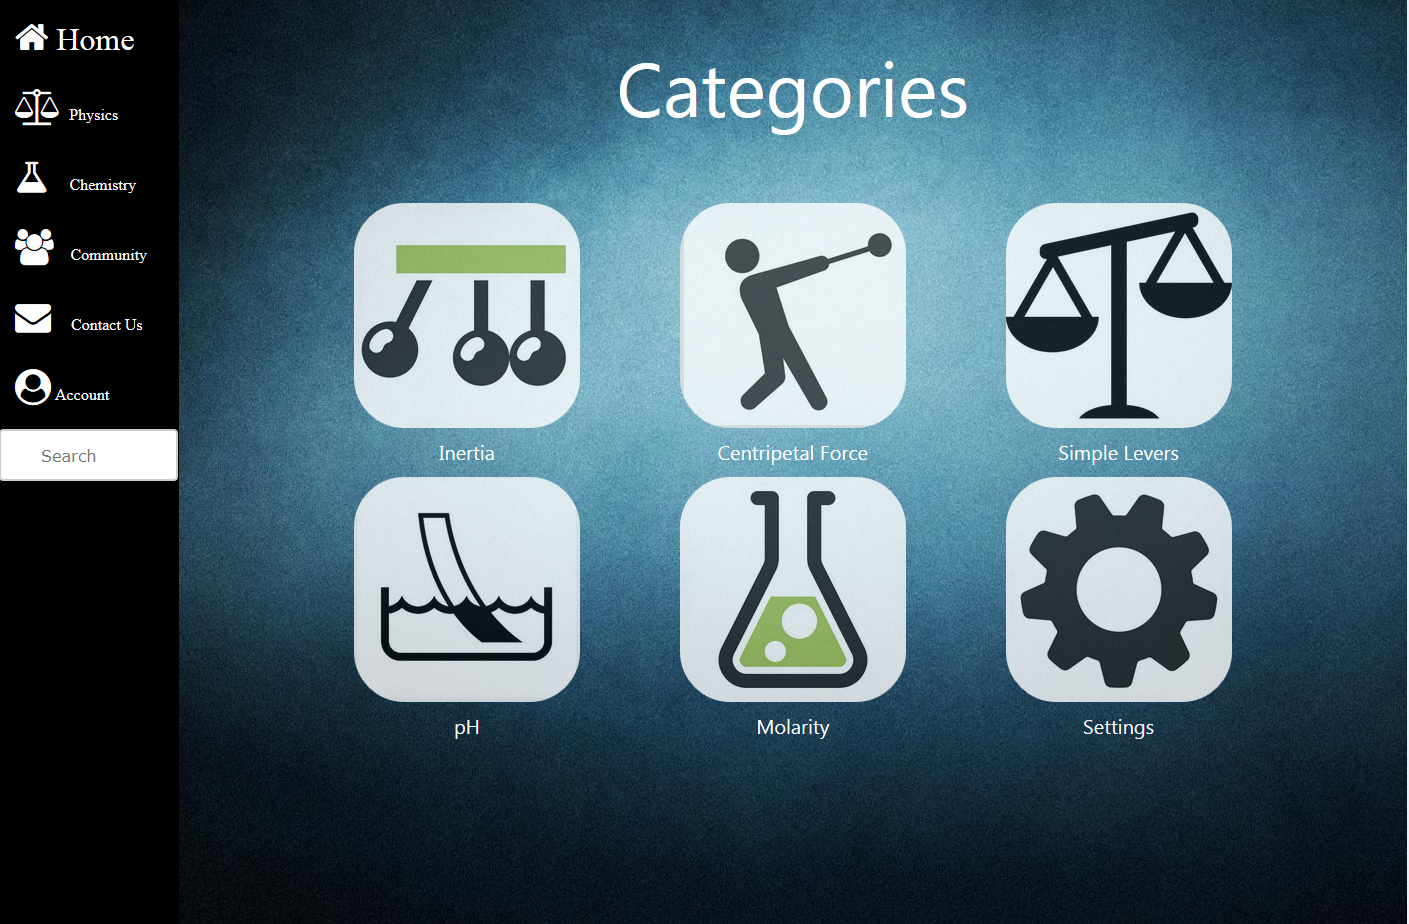 Home
Physics
Chemistry
Community
Contact Us
Account
Search
Categories
Inertia
Centripetal Force
Simple Levers
pH
Molarity
Settings